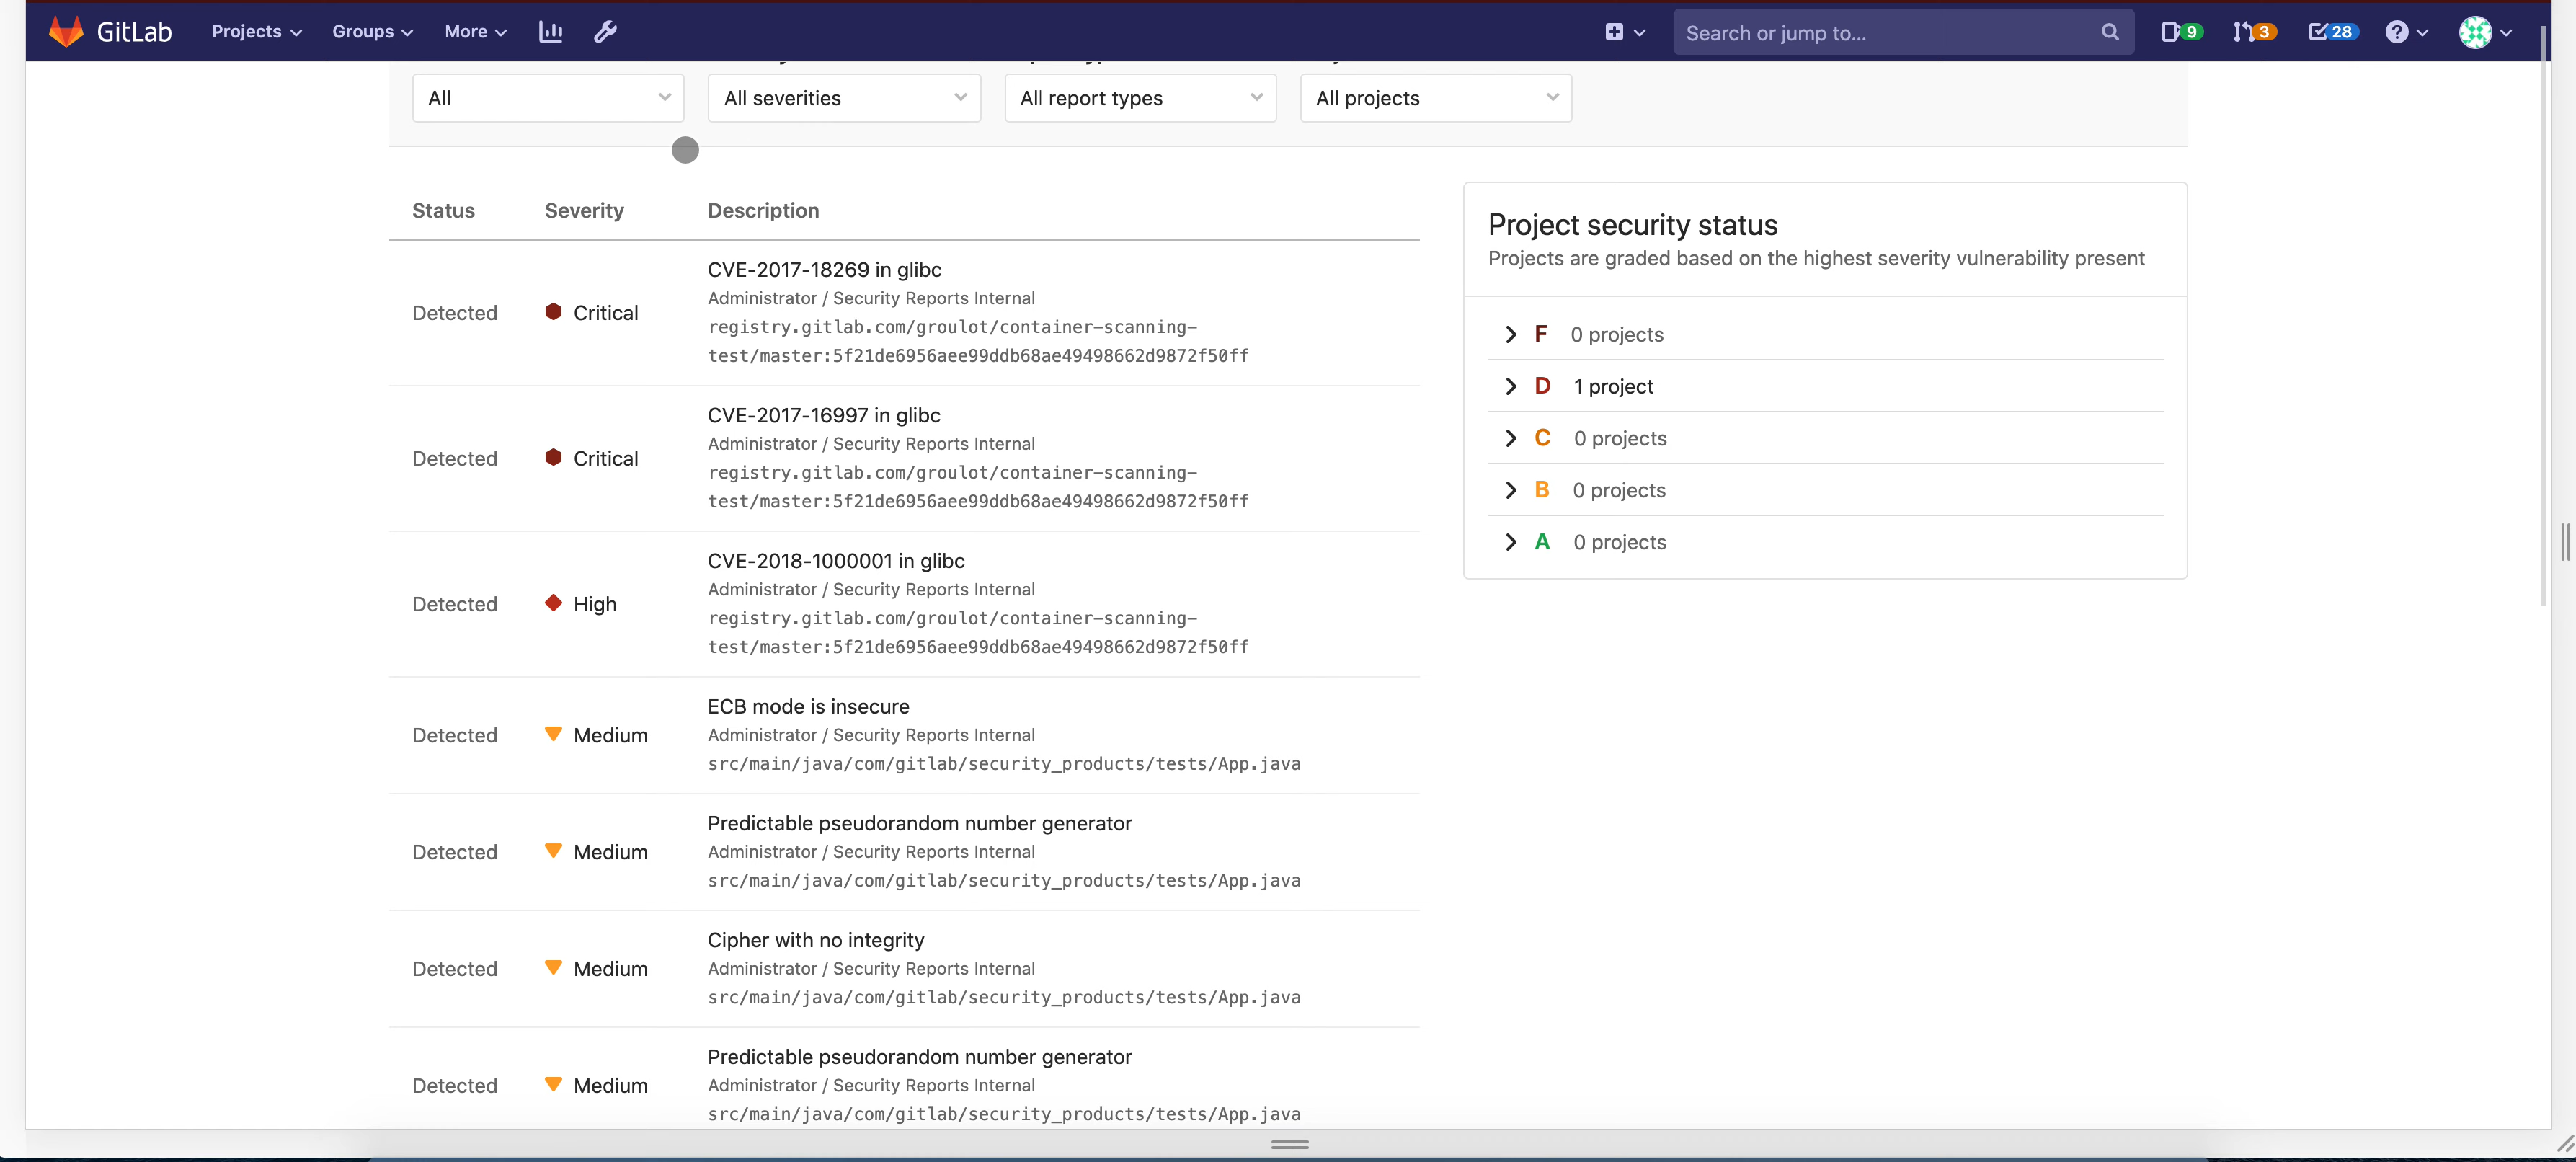 GitLab Projects Groups More Search or jump to... 9 3 28
All All severities All report types All projects
Status Severity Description
Detected Critical CVE-2017-18269 in glibc
Administrator / Security Reports Internal
registry.gitlab.com/groulot/container-scanning-
test/master:5f21de6956aee99ddb68ae49498662d9872f50ff
Detected Critical CVE-2017-16997 in glibc
Administrator / Security Reports Internal
registry.gitlab.com/groulot/container-scanning-
test/master:5f21de6956aee99ddb68ae49498662d9872f50ff
Detected High CVE-2018-1000001 in glibc
Administrator / Security Reports Internal
registry.gitlab.com/groulot/container-scanning-
test/master:5f21de6956aee99ddb68ae49498662d9872f50ff
Detected Medium ECB mode is insecure
Administrator / Security Reports Internal
src/main/java/com/gitlab/security_products/tests/App.java
Detected Medium Predictable pseudorandom number generator
Administrator / Security Reports Internal
src/main/java/com/gitlab/security_products/tests/App.java
Detected Medium Cipher with no integrity
Administrator / Security Reports Internal
src/main/java/com/gitlab/security_products/tests/App.java
Detected Medium Predictable pseudorandom number generator
Administrator / Security Reports Internal
src/main/java/com/gitlab/security_products/tests/App.java
Project security status
Projects are graded based on the highest severity vulnerability present
F 0 projects
D 1 project
C 0 projects
B 0 projects
A 0 projects